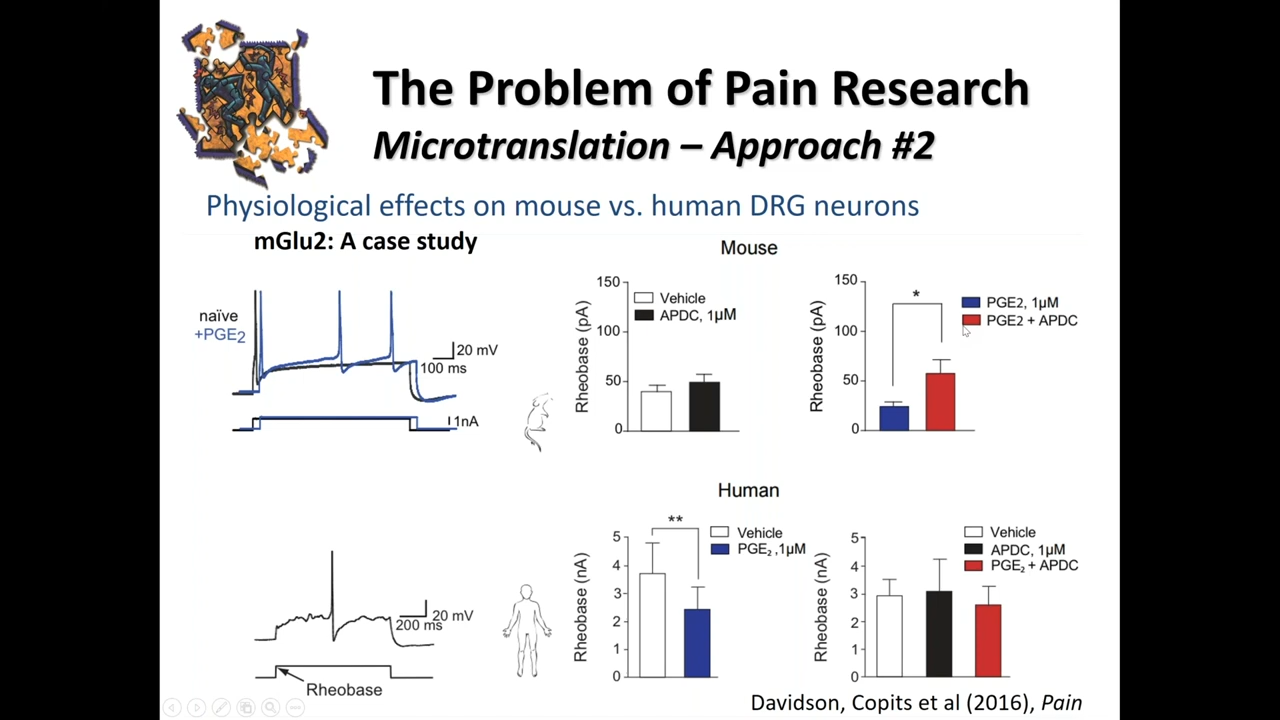 The Problem of Pain Research
Microtranslation – Approach #2
Physiological effects on mouse vs. human DRG neurons
mGlu2: A case study
Mouse
naïve
+PGE2
20 mV
100 ms
1nA
Rheobase (pA)
150
100
50
0
Vehicle
APDC, 1µM
Rheobase (pA)
150
100
50
0
*
PGE2, 1µM
PGE2 + APDC
Human
20 mV
200 ms
Rheobase
Rheobase (nA)
5
4
3
2
1
0
**
Vehicle
PGE₂ ,1µM
Rheobase (nA)
5
4
3
2
1
0
Vehicle
APDC, 1µM
PGE₂ + APDC
Davidson, Copits et al (2016), Pain